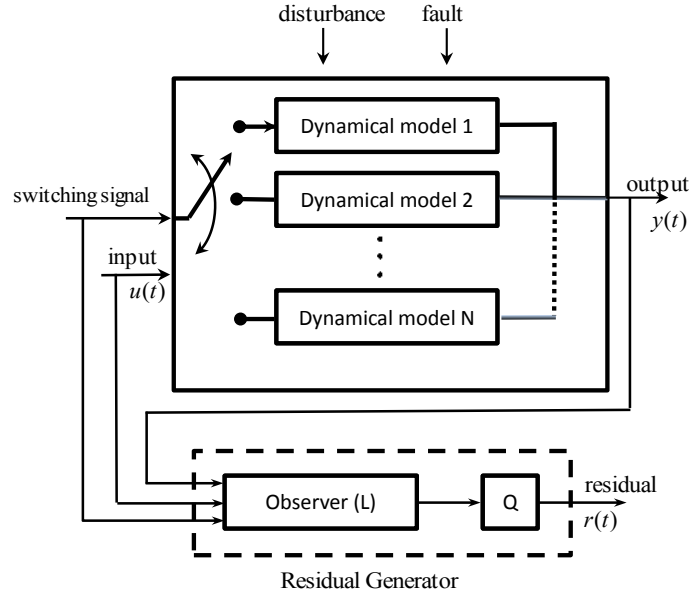 disturbance
fault
Dynamical model 1
switching signal
Dynamical model 2
output
y(t)
input
u(t)
Dynamical model N
Observer (L)
Q
residual
r(t)
Residual Generator